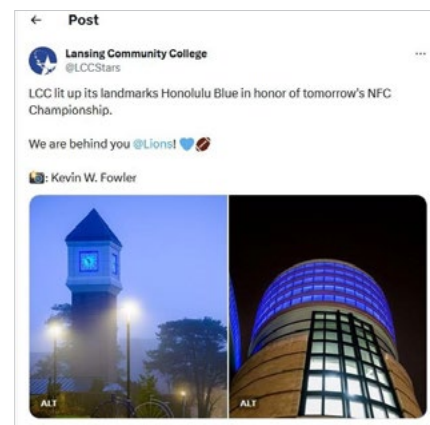 ← Post
Lansing Community College
@LCCStars
LCC lit up its landmarks Honolulu Blue in honor of tomorrow's NFC
Championship.
We are behind you @Lions! 💙🏈
📸: Kevin W. Fowler
ALT
ALT